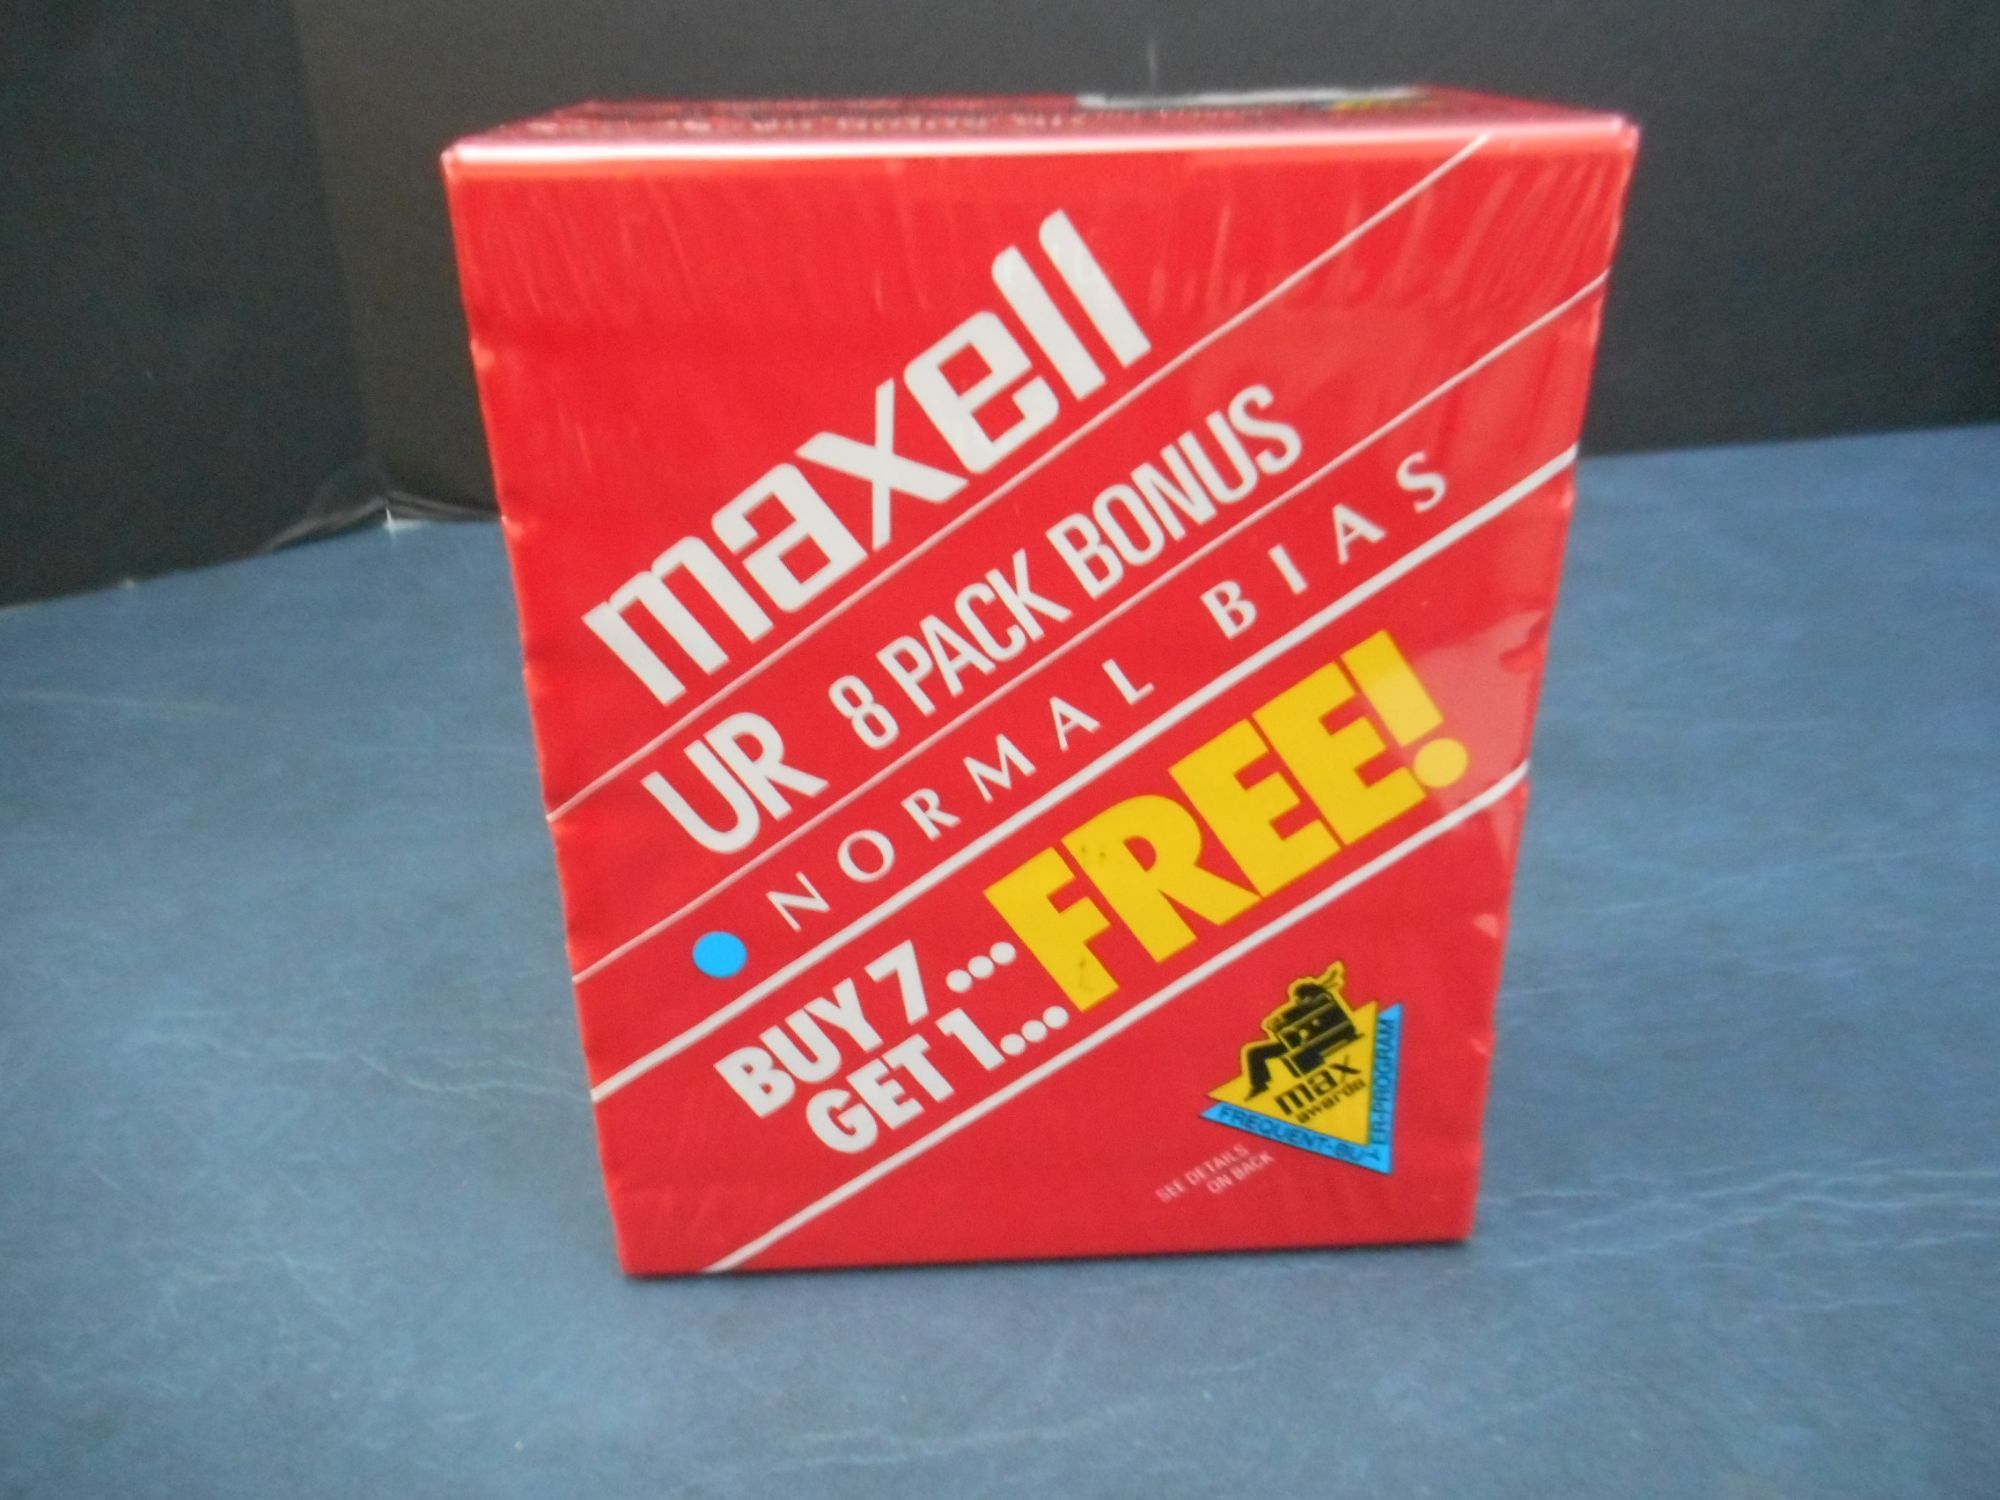 maxell
UR 8 PACK BONUS
NORMAL BIAS
BUY 7... GET 1... FREE!
max
awards
FREQUENT-BUYER-PROGRAM
SEE DETAILS
ON BACK